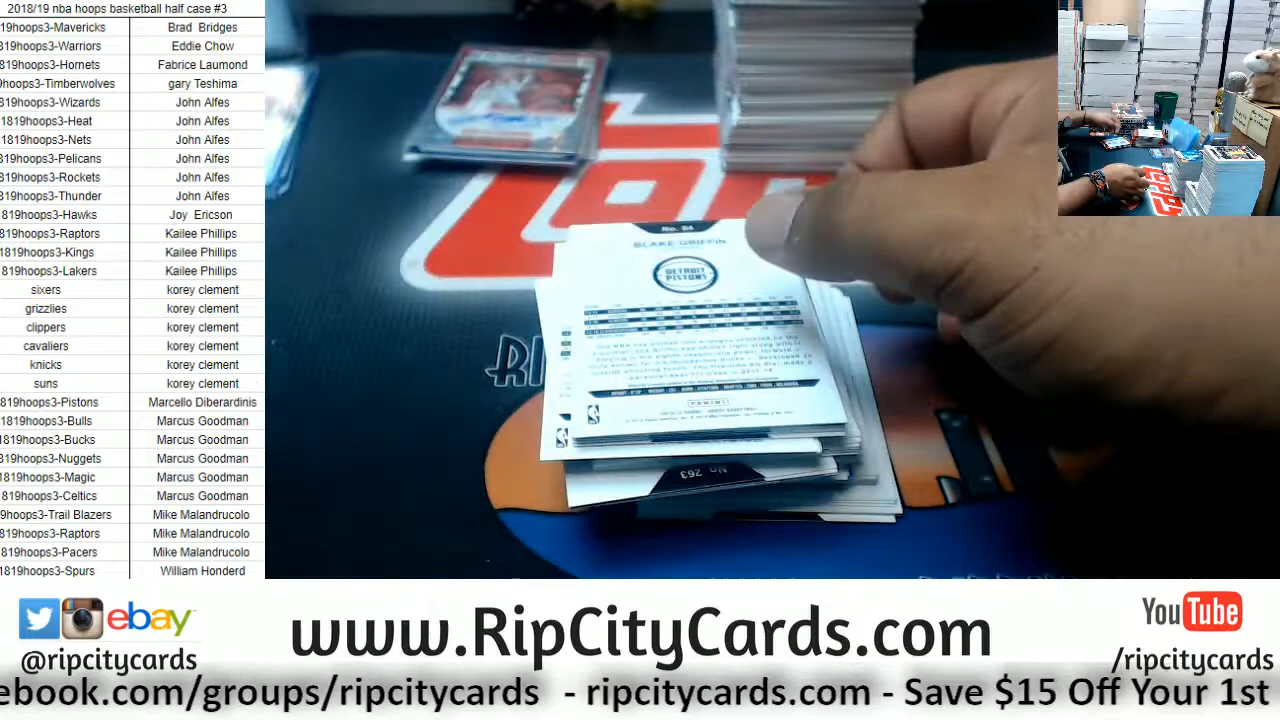 2018/19 nba hoops basketball half case #3
19hoops3-Mavericks Brad Bridges
819hoops3-Warriors Eddie Chow
19hoops3-Hornets Fabrice Laumond
9hoops3-Timberwolves gary Teshima
819hoops3-Wizards John Alfes
1819hoops3-Heat John Alfes
1819hoops3-Nets John Alfes
819hoops3-Pelicans John Alfes
819hoops3-Rockets John Alfes
819hoops3-Thunder John Alfes
819hoops3-Hawks Joy Ericson
819hoops3-Raptors Kailee Phillips
1819hoops3-Kings Kailee Phillips
819hoops3-Lakers Kailee Phillips
sixers korey clement
grizzlies korey clement
clippers korey clement
cavaliers korey clement
knicks korey clement
suns korey clement
1819hoops3-Pistons Marcello Diberardinis
1819hoops3-Bulls Marcus Goodman
1819hoops3-Bucks Marcus Goodman
819hoops3-Nuggets Marcus Goodman
1819hoops3-Magic Marcus Goodman
819hoops3-Celtics Marcus Goodman
9hoops3-Trail Blazers Mike Malandrucolo
819hoops3-Raptors Mike Malandrucolo
819hoops3-Pacers Mike Malandrucolo
1819hoops3-Spurs William Honderd
No. 84
BLAKE GRIFFIN
DETROIT
PISTONS
PANINI
No. 263
RI
ebay
@ripcitycards
www.RipCityCards.com
YouTube
/ripcitycards
ebook.com/groups/ripcitycards - ripcitycards.com - Save $15 Off Your 1st